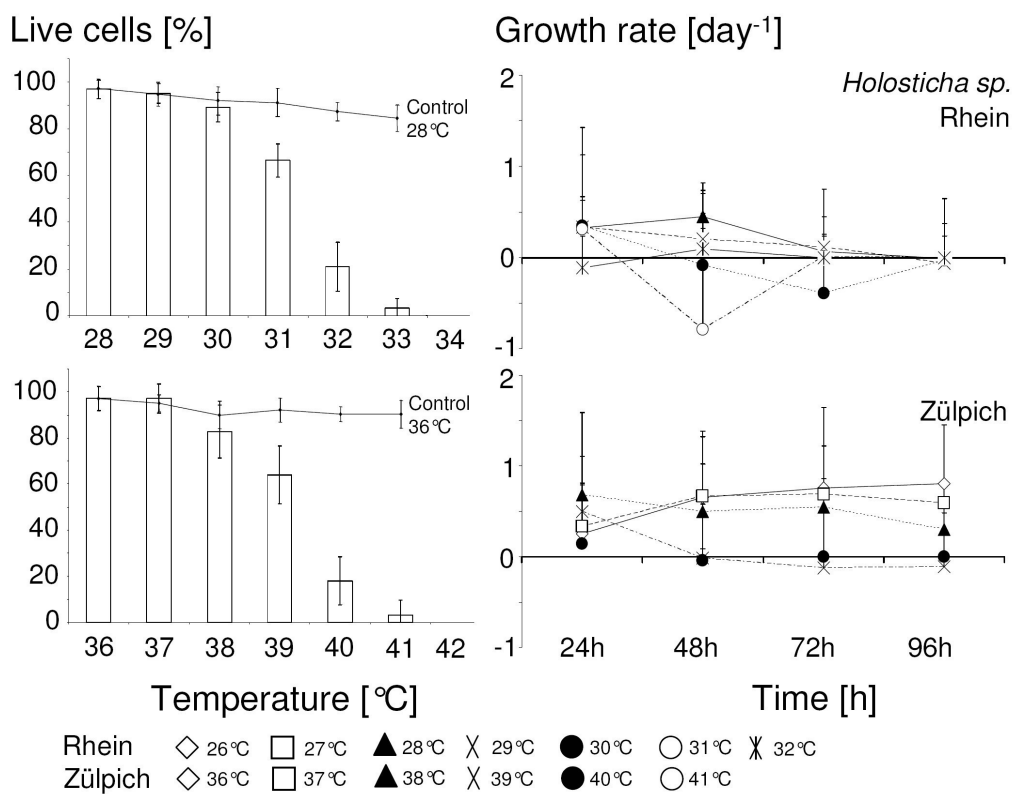 Live cells [%]
Growth rate [day-1]
100
80
60
40
20
0
28 29 30 31 32 33 34
Control
28°C
2
1
0
-1
Holosticha sp.
Rhein
100
80
60
40
20
0
36 37 38 39 40 41 42
Control
36°C
2
1
0
-1
Zülpich
24h 48h 72h 96h
Temperature [°C]
Time [h]
Rhein 26°C 27°C 28°C 29°C 30°C 31°C 32°C
Zülpich 36°C 37°C 38°C 39°C 40°C 41°C